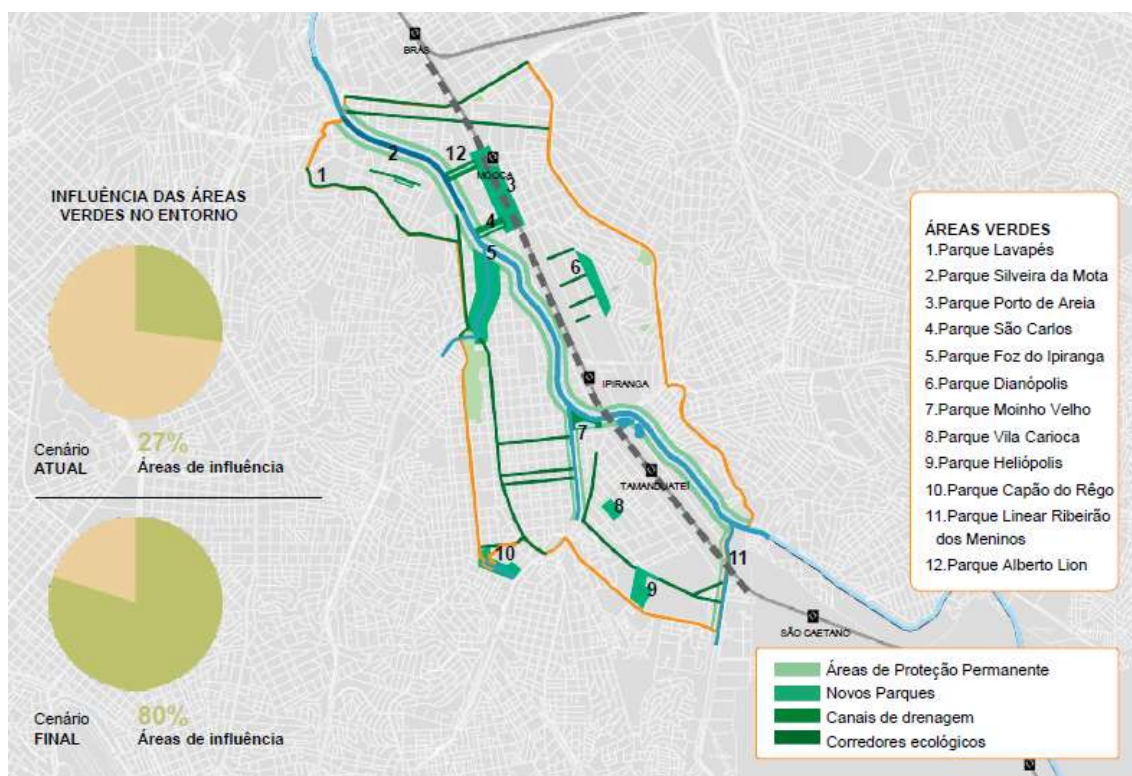 BRÁS
MOOCA
IPIRANGA
TAMANDUATEÍ
SÃO CAETANO
1
2
12
3
4
5
6
7
8
9
10
11
INFLUÊNCIA DAS ÁREAS
VERDES NO ENTORNO
Cenário
ATUAL
27%
Áreas de influência
Cenário
FINAL
80%
Áreas de influência
ÁREAS VERDES
1.Parque Lavapés
2.Parque Silveira da Mota
3.Parque Porto de Areia
4.Parque São Carlos
5.Parque Foz do Ipiranga
6.Parque Dianópolis
7.Parque Moinho Velho
8.Parque Vila Carioca
9.Parque Heliópolis
10.Parque Capão do Rêgo
11.Parque Linear Ribeirão
dos Meninos
12.Parque Alberto Lion
Áreas de Proteção Permanente
Novos Parques
Canais de drenagem
Corredores ecológicos